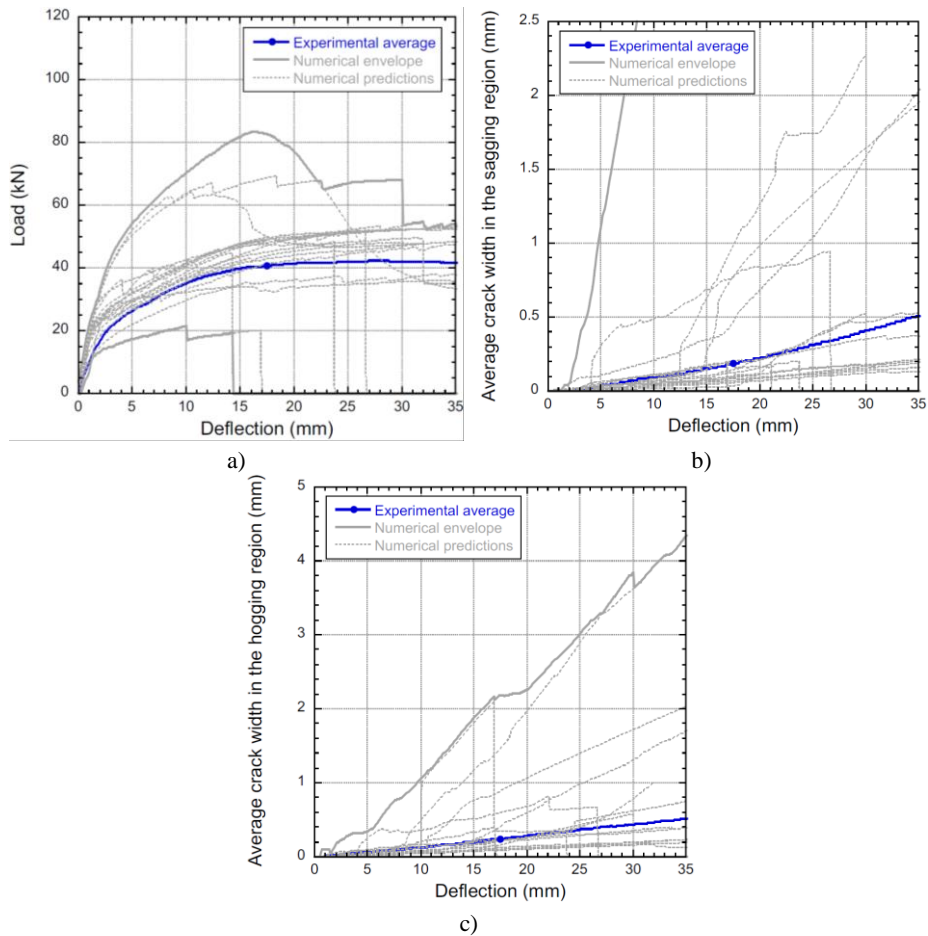 120
100
80
60
40
20
0
Load (kN)
Experimental average
Numerical envelope
Numerical predictions
0 5 10 15 20 25 30 35
Deflection (mm)
a)
2.5
2
1.5
1
0.5
0
Average crack width in the sagging region (mm)
Experimental average
Numerical envelope
Numerical predictions
0 5 10 15 20 25 30 35
Deflection (mm)
b)
5
4
3
2
1
0
Average crack width in the hogging region (mm)
Experimental average
Numerical envelope
Numerical predictions
0 5 10 15 20 25 30 35
Deflection (mm)
c)